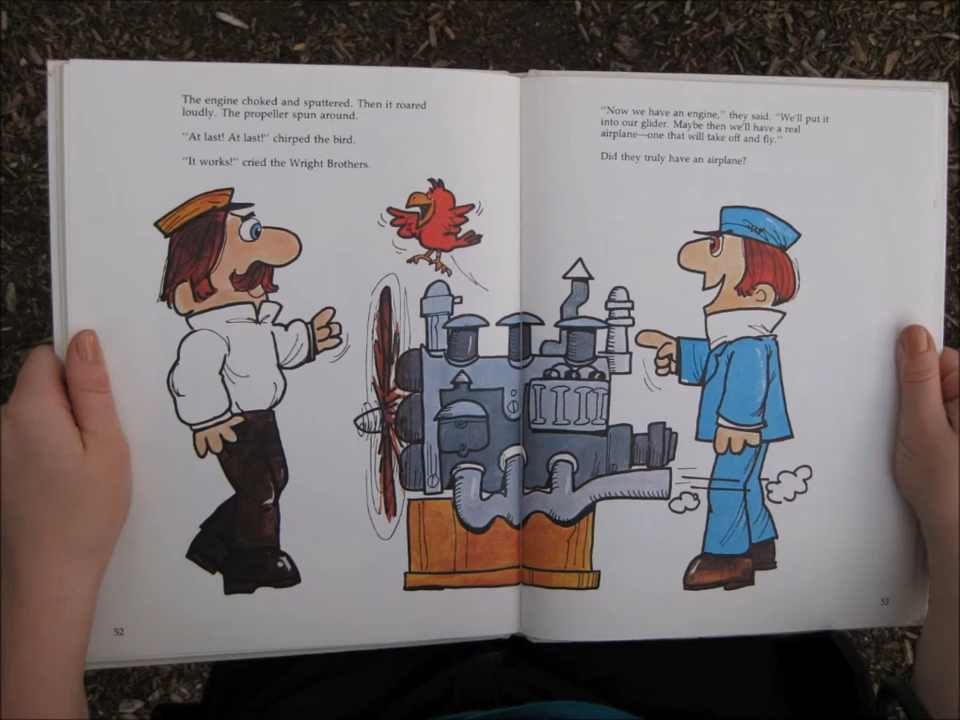 The engine choked and sputtered. Then it roared
loudly. The propeller spun around.
"At last! At last!" chirped the bird.
"It works!" cried the Wright Brothers.
52
"Now we have an engine," they said. "We'll put it
into our glider. Maybe then we'll have a real
airplane—one that will take off and fly."
Did they truly have an airplane?
53